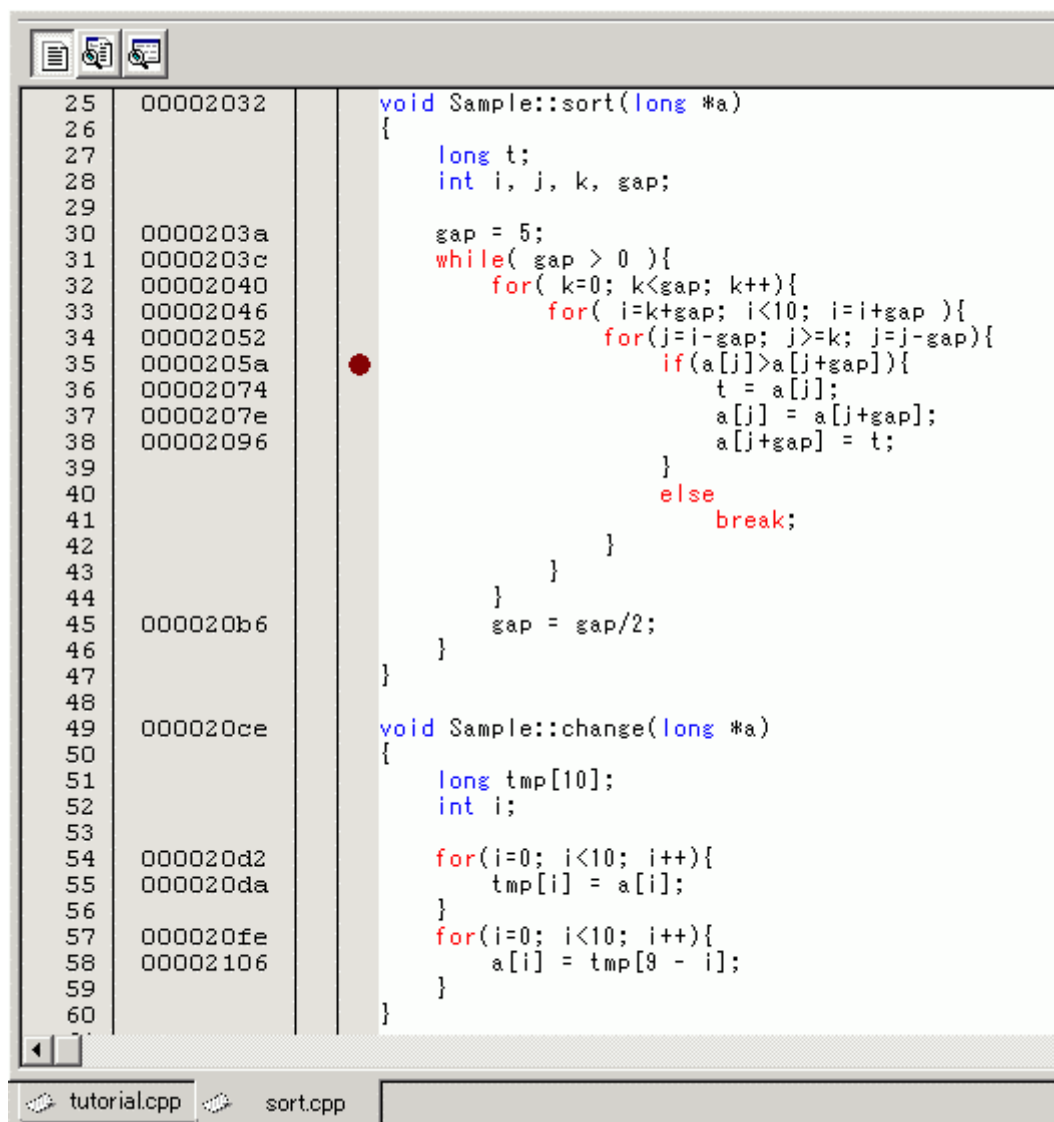 25 00002032 void Sample::sort(long *a)
26 {
27 long t;
28 int i, j, k, gap;
29
30 0000203a gap = 5;
31 0000203c while( gap > 0 ){
32 00002040 for( k=0; k<gap; k++){
33 00002046 for( i=k+gap; i<10; i=i+gap ){
34 00002052 for(j=i-gap; j>=k; j=j-gap){
35 0000205a if(a[j]>a[j+gap]){
36 00002074 t = a[j];
37 0000207e a[j] = a[j+gap];
38 00002096 a[j+gap] = t;
39 }
40 else
41 break;
42 }
43 }
44 }
45 000020b6 gap = gap/2;
46 }
47 }
48
49 000020ce void Sample::change(long *a)
50 {
51 long tmp[10];
52 int i;
53
54 000020d2 for(i=0; i<10; i++){
55 000020da tmp[i] = a[i];
56 }
57 000020fe for(i=0; i<10; i++){
58 00002106 a[i] = tmp[9 - i];
59 }
60 }
tutorial.cpp sort.cpp